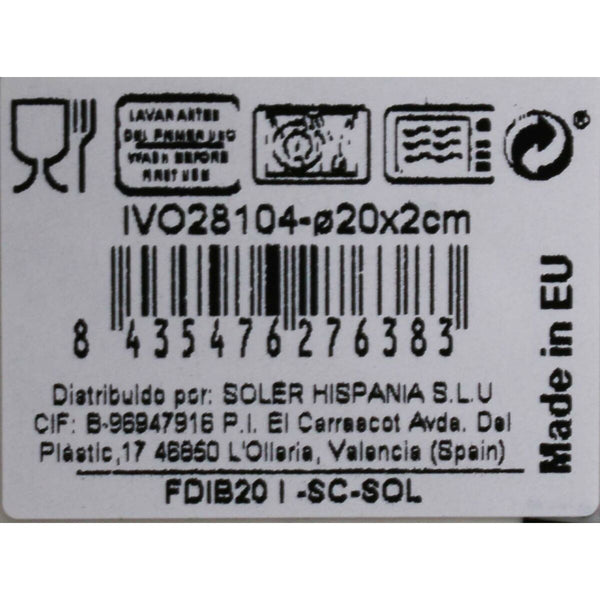 LAVAR ANTES
DEL PRIMER USO
WASH BEFORE
FIRST USE
®
IVO28104-ø20x2cm
8 435476 276383
Distribuido por: SOLER HISPANIA S.L.U
CIF: B-96947916 P.I. El Carrascot Avda. Del
Plástic,17 46850 L'Olleria, Valencia (Spain)
FDIB20 I -SC-SOL
Made in EU